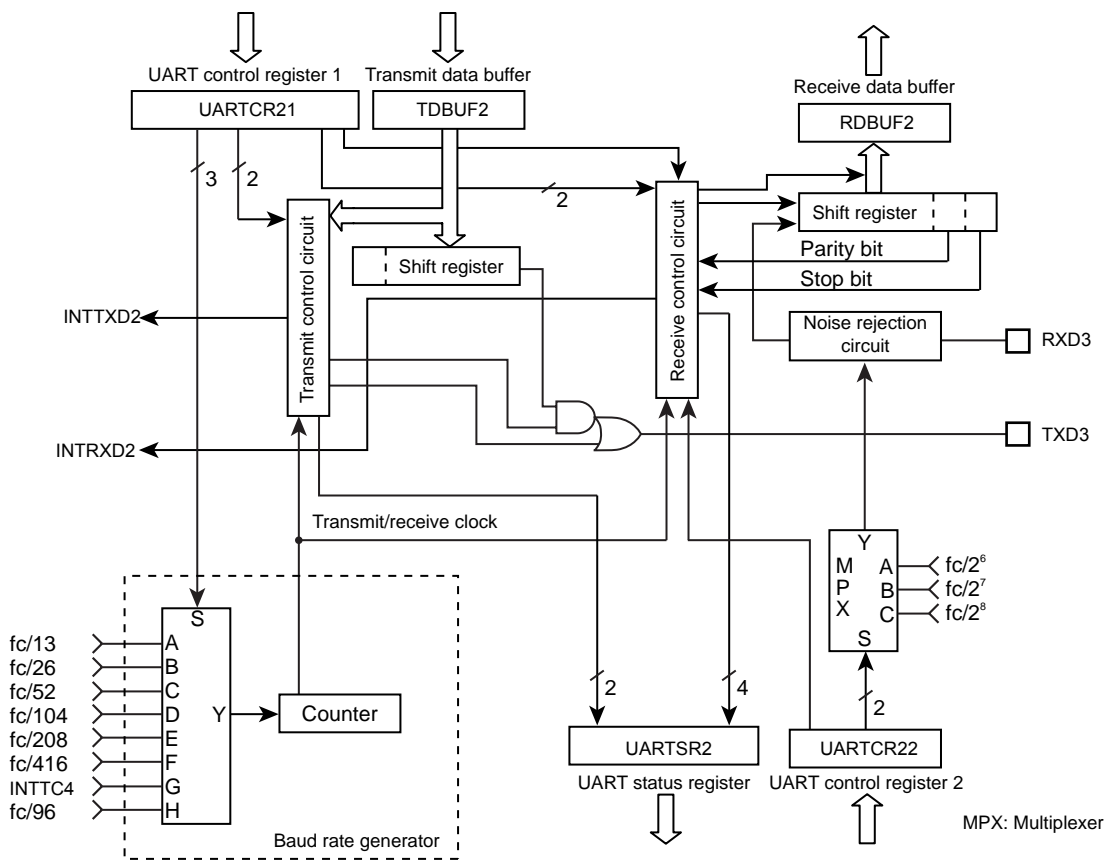 UART control register 1
Transmit data buffer
Receive data buffer
UARTCR21
TDBUF2
RDBUF2
3
2
2
Transmit control circuit
Receive control circuit
Shift register
Shift register
Parity bit
Stop bit
INTTXD2
Noise rejection
circuit
RXD3
INTRXD2
TXD3
Transmit/receive clock
Y
M
P
X
A
B
C
S
fc/2⁶
fc/2⁷
fc/2⁸
S
fc/13
A
fc/26
B
fc/52
C
fc/104
D
Y
Counter
fc/208
E
fc/416
F
INTTC4
G
fc/96
H
2
4
2
UARTSR2
UARTCR22
UART status register
UART control register 2
Baud rate generator
MPX: Multiplexer